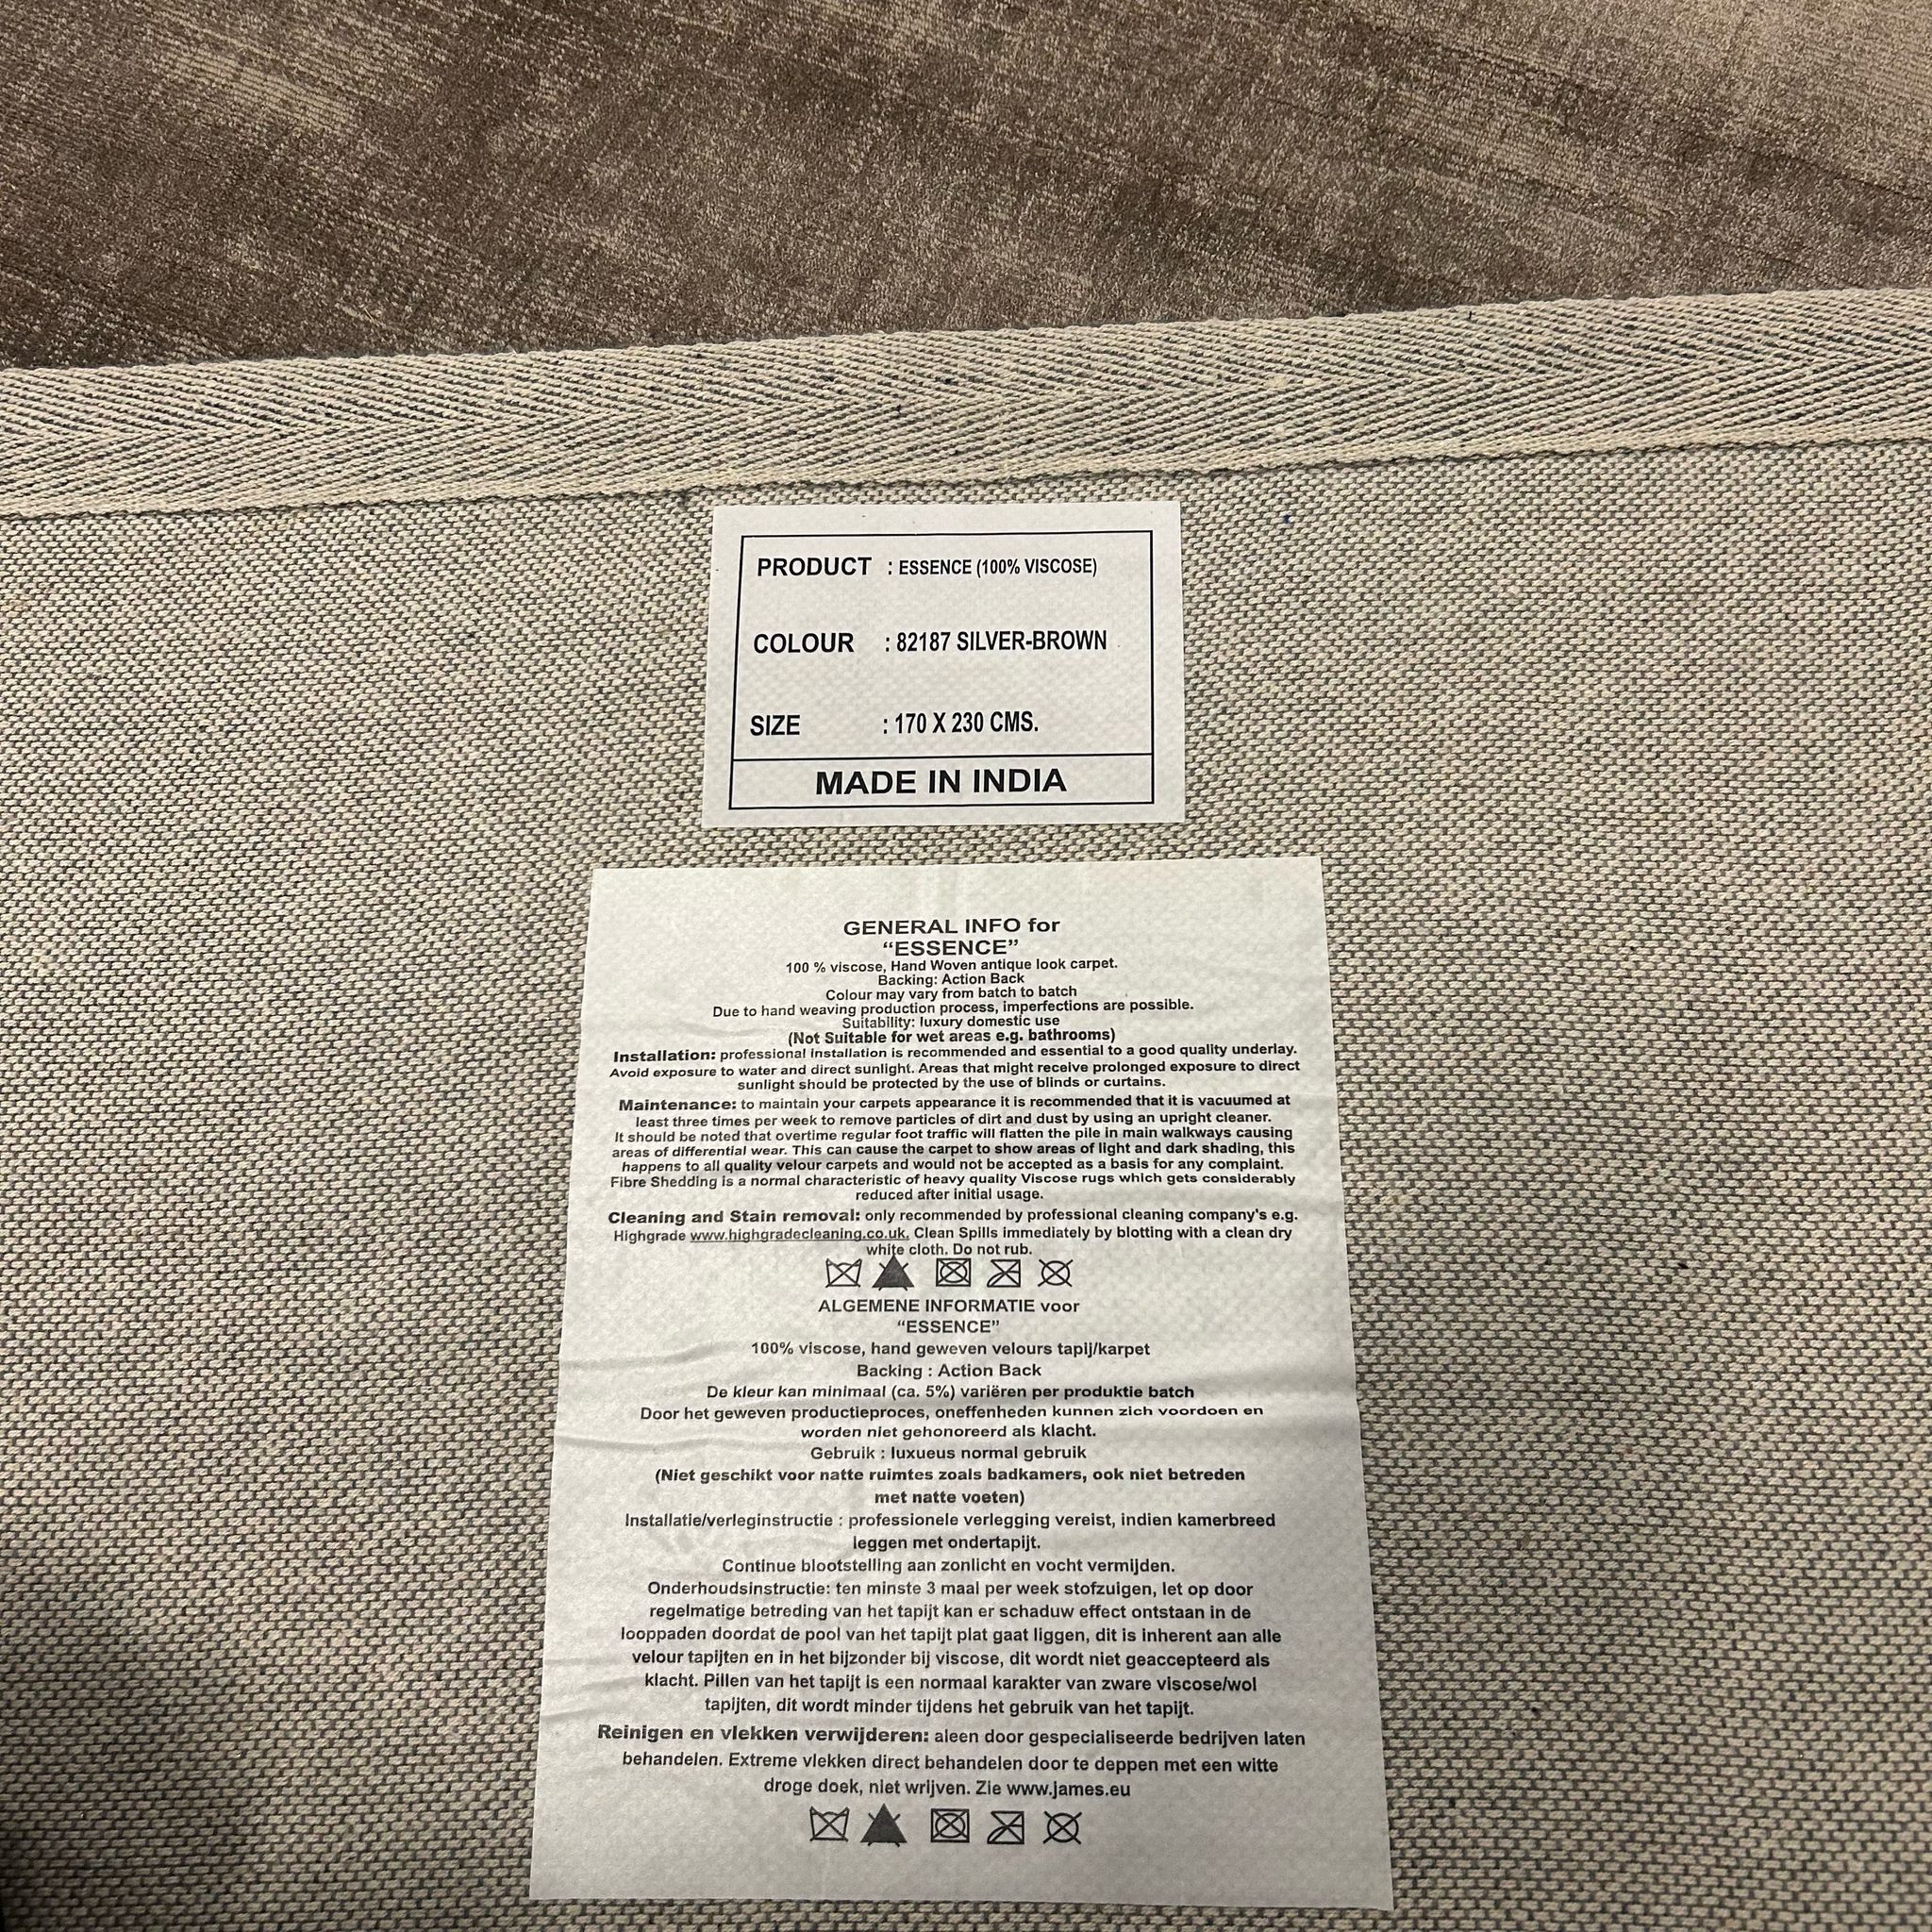 PRODUCT : ESSENCE (100% VISCOSE)
COLOUR : 82187 SILVER-BROWN
SIZE : 170 X 230 CMS.
MADE IN INDIA
GENERAL INFO for
“ESSENCE”
100 % viscose, Hand Woven antique look carpet.
Backing: Action Back
Colour may vary from batch to batch
Due to hand weaving production process, imperfections are possible.
Suitability: luxury domestic use
(Not Suitable for wet areas e.g. bathrooms)
Installation: professional installation is recommended and essential to a good quality underlay.
Avoid exposure to water and direct sunlight. Areas that might receive prolonged exposure to direct
sunlight should be protected by the use of blinds or curtains.
Maintenance: to maintain your carpets appearance it is recommended that it is vacuumed at
least three times per week to remove particles of dirt and dust by using an upright cleaner.
It should be noted that overtime regular foot traffic will flatten the pile in main walkways causing
areas of differential wear. This can cause the carpet to show areas of light and dark shading, this
happens to all quality velour carpets and would not be accepted as a basis for any complaint.
Fibre Shedding is a normal characteristic of heavy quality Viscose rugs which gets considerably
reduced after initial usage.
Cleaning and Stain removal: only recommended by professional cleaning company's e.g.
Highgrade www.highgradecleaning.co.uk. Clean Spills immediately by blotting with a clean dry
white cloth. Do not rub.
ALGEMENE INFORMATIE voor
“ESSENCE”
100% viscose, hand geweven velours tapij/karpet
Backing : Action Back
De kleur kan minimaal (ca. 5%) variëren per produktie batch
Door het geweven productieproces, oneffenheden kunnen zich voordoen en
worden niet gehonoreerd als klacht.
Gebruik : luxueus normal gebruik
(Niet geschikt voor natte ruimtes zoals badkamers, ook niet betreden
met natte voeten)
Installatie/verleginstructie : professionele verlegging vereist, indien kamerbreed
leggen met ondertapijt.
Continue blootstelling aan zonlicht en vocht vermijden.
Onderhoudsinstructie: ten minste 3 maal per week stofzuigen, let op door
regelmatige betreding van het tapijt kan er schaduw effect ontstaan in de
looppaden doordat de pool van het tapijt plat gaat liggen, dit is inherent aan alle
velour tapijten en in het bijzonder bij viscose, dit wordt niet geaccepteerd als
klacht. Pillen van het tapijt is een normaal karakter van zware viscose/wol
tapijten, dit wordt minder tijdens het gebruik van het tapijt.
Reinigen en vlekken verwijderen: aleen door gespecialiseerde bedrijven laten
behandelen. Extreme vlekken direct behandelen door te deppen met een witte
droge doek, niet wrijven. Zie www.james.eu